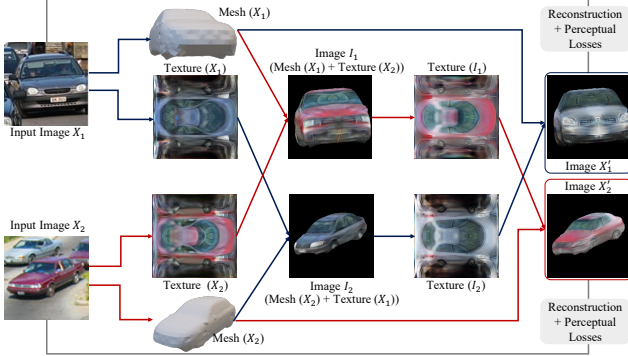 Mesh (X₁)
Reconstruction
+ Perceptual
Losses
Texture (X₁)
Image I₁
(Mesh (X₁) + Texture (X₂))
Texture (I₁)
Input Image X₁
Image X′₁
Image X′₂
Input Image X₂
Texture (X₂)
Image I₂
(Mesh (X₂) + Texture (X₁))
Texture (I₂)
Mesh (X₂)
Reconstruction
+ Perceptual
Losses